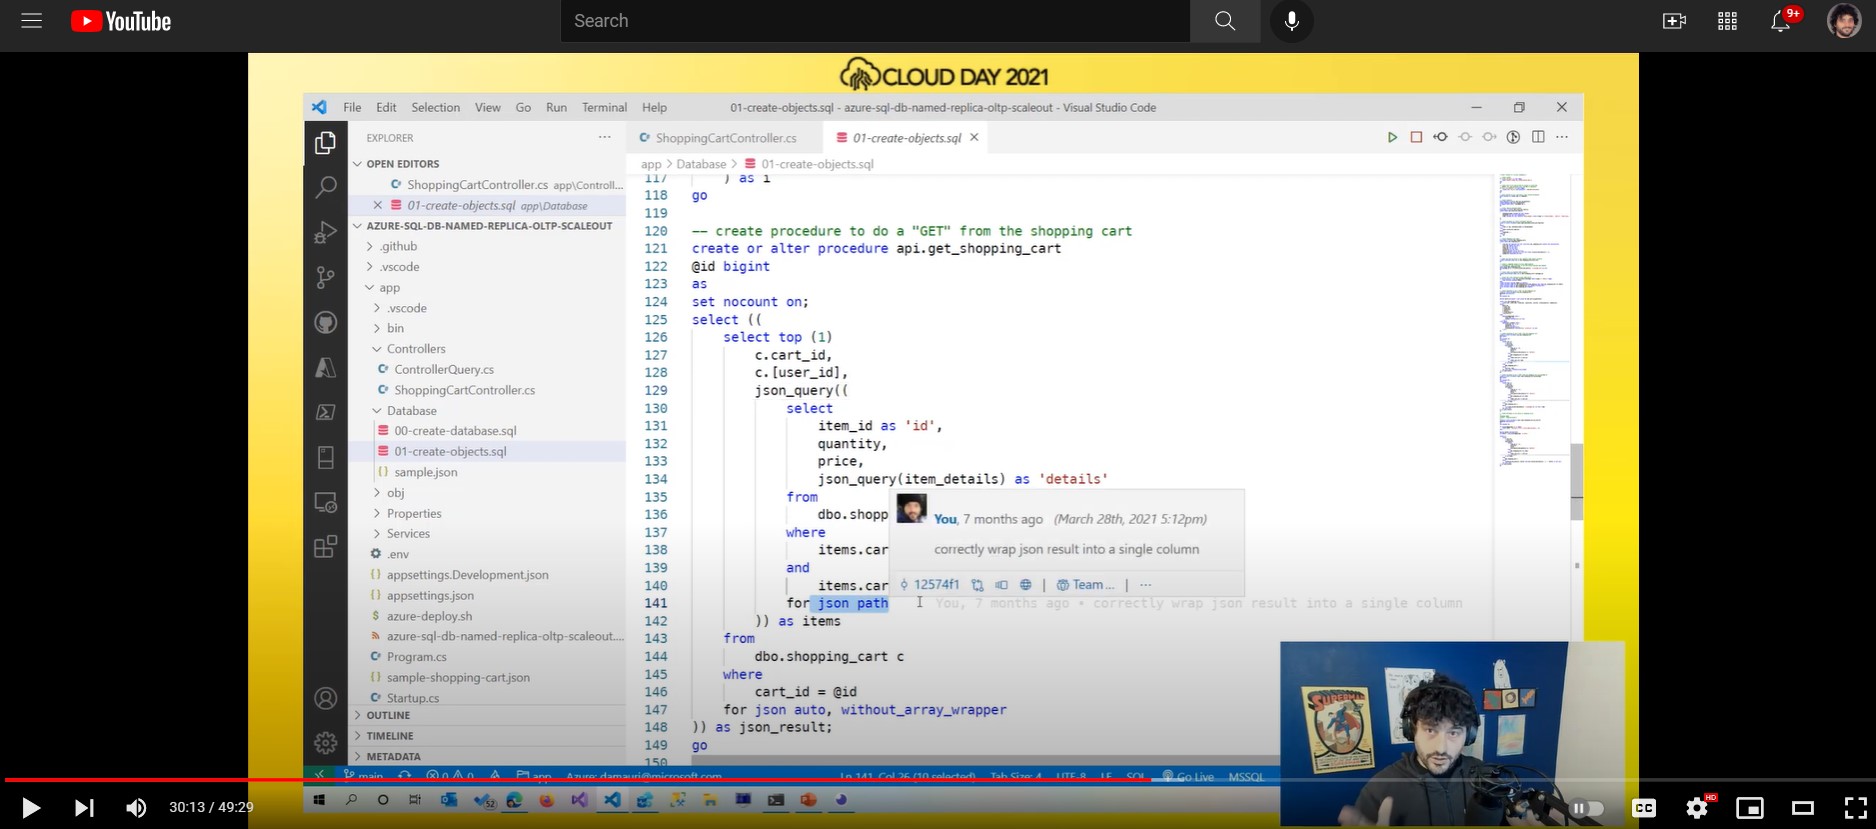 YouTube
Search
9+
CLOUD DAY 2021
File Edit Selection View Go Run Terminal Help
01-create-objects.sql - azure-sql-db-named-replica-oltp-scaleout - Visual Studio Code
EXPLORER
ShoppingCartController.cs
01-create-objects.sql
OPEN EDITORS
ShoppingCartController.cs app\Controll...
01-create-objects.sql app\Database
AZURE-SQL-DB-NAMED-REPLICA-OLTP-SCALEOUT
.github
.vscode
app
.vscode
bin
Controllers
ControllerQuery.cs
ShoppingCartController.cs
Database
00-create-database.sql
01-create-objects.sql
sample.json
obj
Properties
Services
.env
appsettings.Development.json
appsettings.json
azure-deploy.sh
azure-sql-db-named-replica-oltp-scaleout....
Program.cs
sample-shopping-cart.json
Startup.cs
OUTLINE
TIMELINE
METADATA
app > Database > 01-create-objects.sql
117 ) as i
118 go
119
120 -- create procedure to do a "GET" from the shopping cart
121 create or alter procedure api.get_shopping_cart
122 @id bigint
123 as
124 set nocount on;
125 select ((
126 select top (1)
127 c.cart_id,
128 c.[user_id],
129 json_query((
130 select
131 item_id as 'id',
132 quantity,
133 price,
134 json_query(item_details) as 'details'
135 from
136 dbo.shopp
137 where
138 items.car
139 and
140 items.car
141 for json path You, 7 months ago • correctly wrap json result into a single column
142 )) as items
143 from
144 dbo.shopping_cart c
145 where
146 cart_id = @id
147 for json auto, without_array_wrapper
148 )) as json_result;
149 go
150
You, 7 months ago (March 28th, 2021 5:12pm)
correctly wrap json result into a single column
12574f1 | Team... | ...
SUPERMAN
main 0 0 app Azure: damauri@microsoft.com Ln 141, Col 26 (10 selected) Tab Size: 4 UTF-8 LF SQL Go Live MSSQL
52
30:13 / 49:29
CC
HD